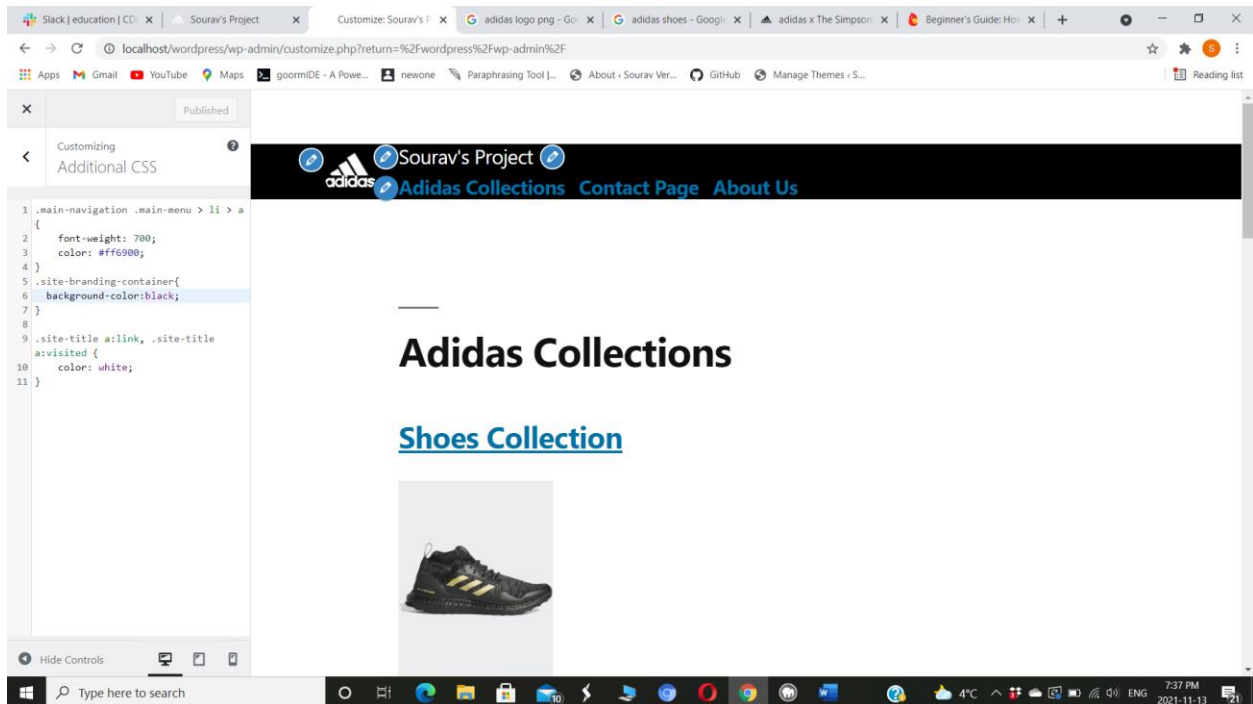 Slack | education | CD
Sourav's Project
Customize: Sourav's P
adidas logo png - Go
adidas shoes - Google
adidas x The Simpson
Beginner's Guide: How
localhost/wordpress/wp-admin/customize.php?return=%2Fwordpress%2Fwp-admin%2F
S
Apps
Gmail
YouTube
Maps
goormIDE - A Powe...
newone
Paraphrasing Tool |...
About ‹ Sourav Ver...
GitHub
Manage Themes ‹ S...
Reading list
Published
Customizing
Additional CSS
1 .main-navigation .main-menu > li > a
{
2 font-weight: 700;
3 color: #ff6900;
4 }
5 .site-branding-container{
6 background-color:black;
7 }
8
9 .site-title a:link, .site-title
a:visited {
10 color: white;
11 }
Hide Controls
adidas
Sourav's Project
Adidas Collections Contact Page About Us
Adidas Collections
Shoes Collection
Type here to search
10
4°C
ENG
7:37 PM
2021-11-13
21